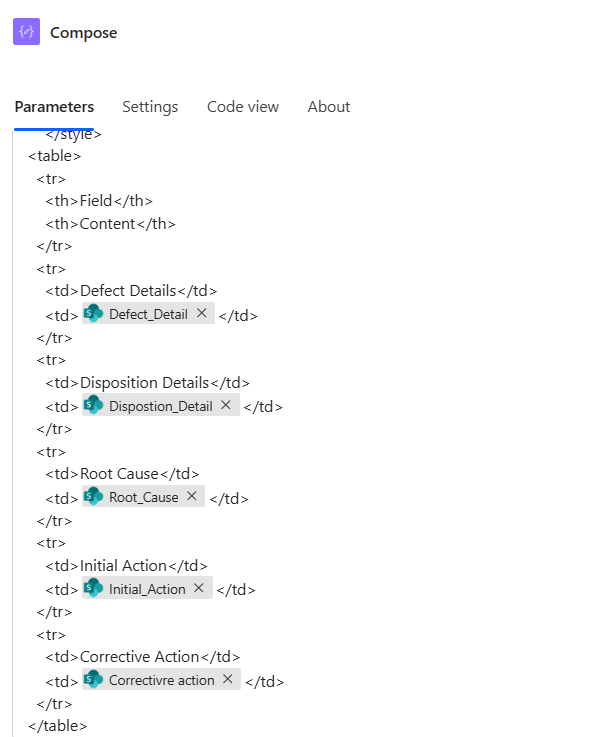 Compose
Parameters Settings Code view About
</style>
<table>
<tr>
<th>Field</th>
<th>Content</th>
</tr>
<tr>
<td>Defect Details</td>
<td> Defect_Detail × </td>
</tr>
<tr>
<td>Disposition Details</td>
<td> Dispostion_Detail × </td>
</tr>
<tr>
<td>Root Cause</td>
<td> Root_Cause × </td>
</tr>
<tr>
<td>Initial Action</td>
<td> Initial_Action × </td>
</tr>
<tr>
<td>Corrective Action</td>
<td> Correctivre action × </td>
</tr>
</table>